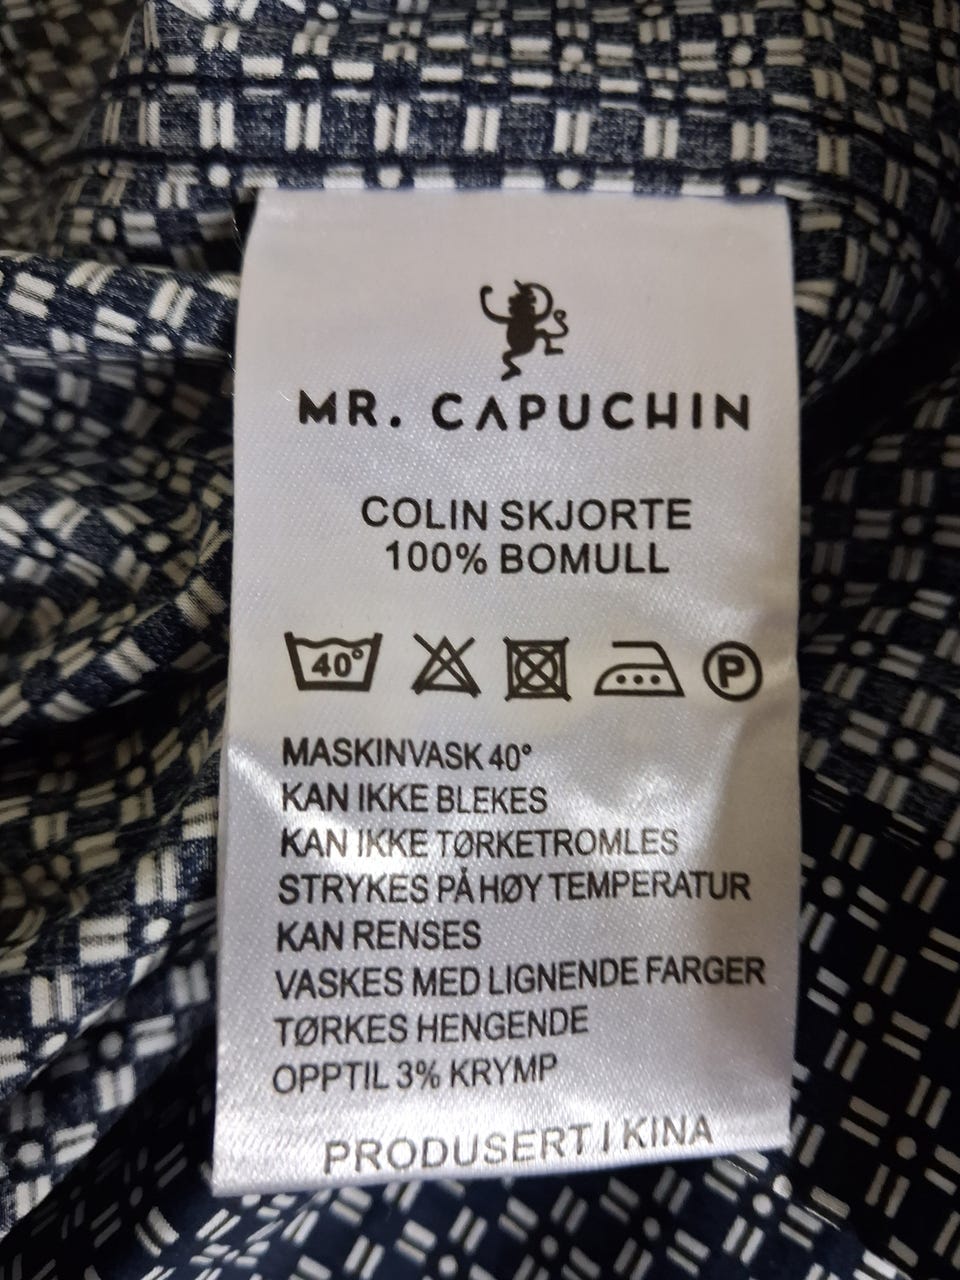 MR. CAPUCHIN
COLIN SKJORTE
100% BOMULL
40° P
MASKINVASK 40°
KAN IKKE BLEKES
KAN IKKE TØRKETROMLES
STRYKES PÅ HØY TEMPERATUR
KAN RENSES
VASKES MED LIGNENDE FARGER
TØRKES HENGENDE
OPPTIL 3% KRYMP
PRODUSERT I KINA